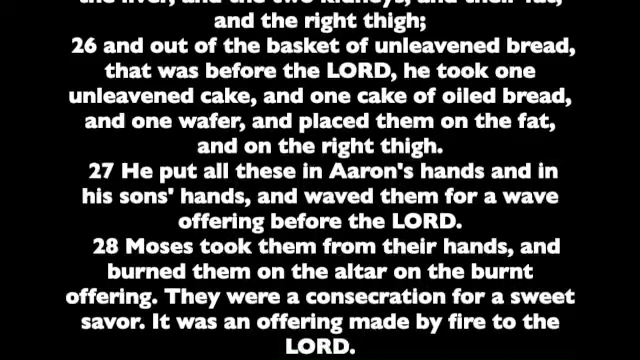 the liver, and the two kidneys, and their fat,
and the right thigh;
26 and out of the basket of unleavened bread,
that was before the LORD, he took one
unleavened cake, and one cake of oiled bread,
and one wafer, and placed them on the fat,
and on the right thigh.
27 He put all these in Aaron's hands and in
his sons' hands, and waved them for a wave
offering before the LORD.
28 Moses took them from their hands, and
burned them on the altar on the burnt
offering. They were a consecration for a sweet
savor. It was an offering made by fire to the
LORD.